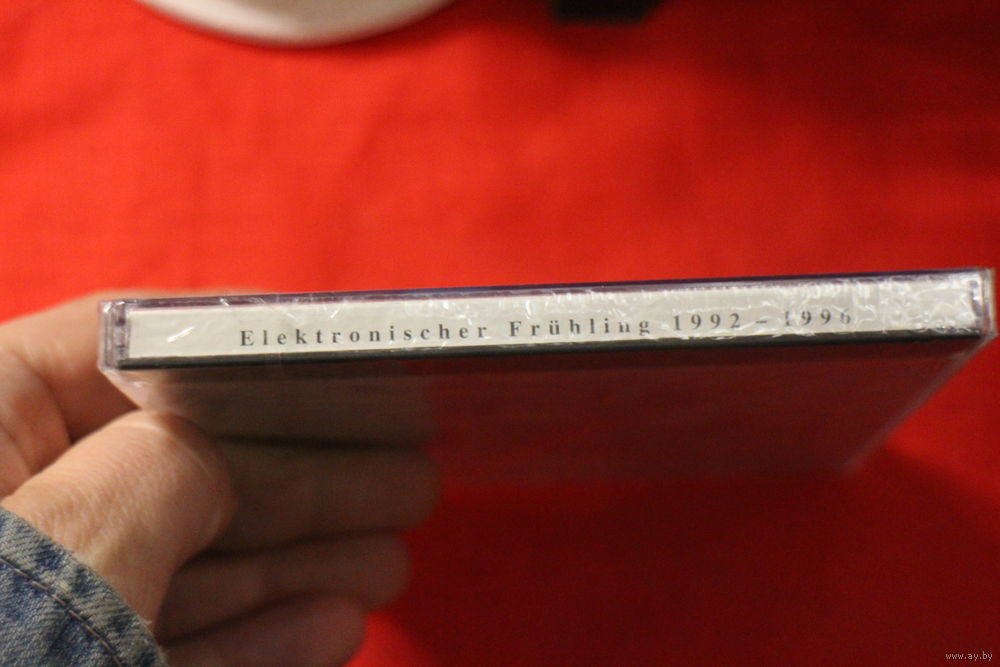 Elektronischer Frühling 1992 – 1996
www.ay.by